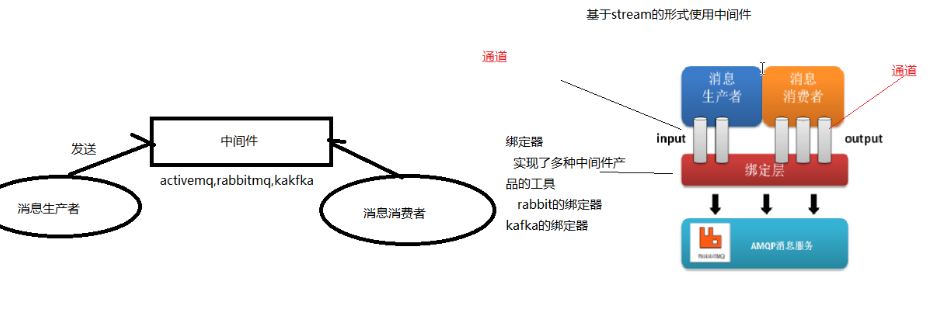 基于stream的形式使用中间件
通道
通道
消息
生产者
消息
消费者
input
output
绑定层
绑定器
实现了多种中间件产
品的工具
rabbit的绑定器
kafka的绑定器
AMQP消息服务
RabbitMQ
中间件
发送
activemq,rabbitmq,kakfka
消息生产者
消息消费者